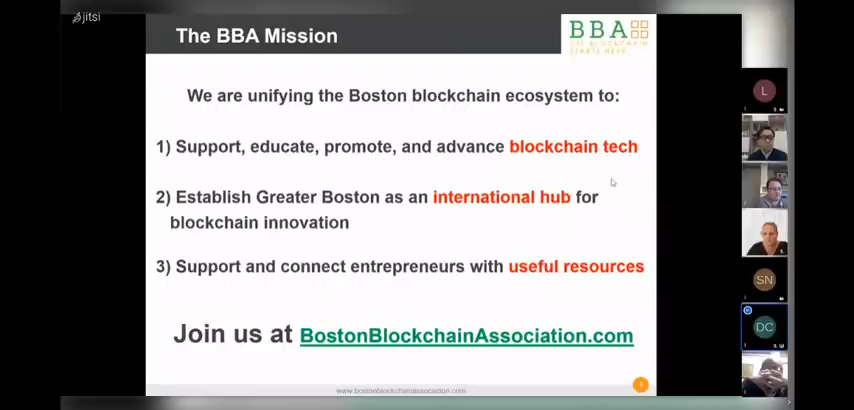 jitsi
The BBA Mission
BBA
We are unifying the Boston blockchain ecosystem to:
1) Support, educate, promote, and advance blockchain tech
2) Establish Greater Boston as an international hub for
blockchain innovation
3) Support and connect entrepreneurs with useful resources
Join us at BostonBlockchainAssociation.com
www.bostonblockchainassociation.com
L
SN
DC